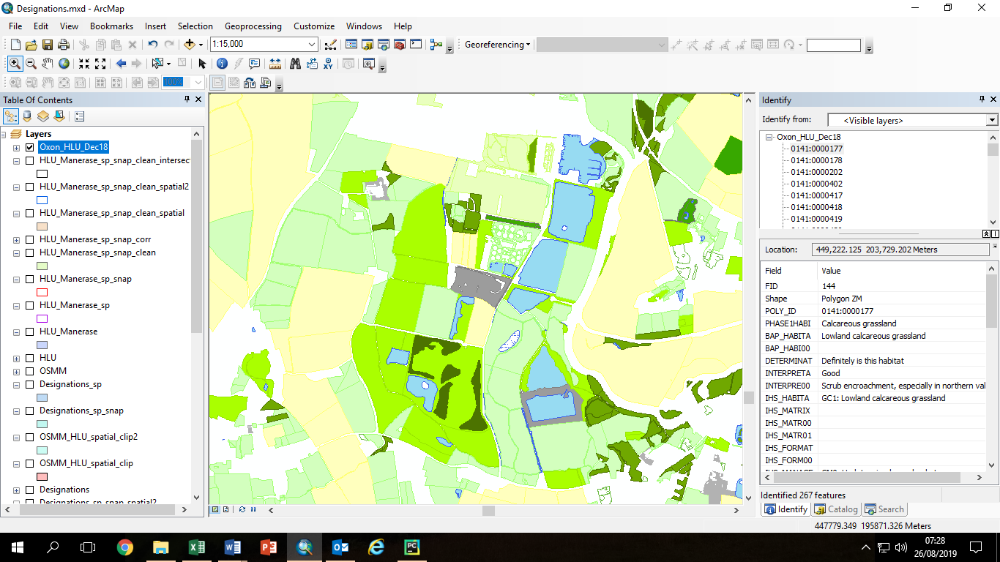 Designations.mxd - ArcMap
File Edit View Bookmarks Insert Selection Geoprocessing Customize Windows Help
1:15,000
Georeferencing
100%
Table Of Contents
Layers
Oxon_HLU_Dec18
HLU_Manerase_sp_snap_clean_intersec
HLU_Manerase_sp_snap_clean_spatial2
HLU_Manerase_sp_snap_clean_spatial
HLU_Manerase_sp_snap_corr
HLU_Manerase_sp_snap_clean
HLU_Manerase_sp_snap
HLU_Manerase_sp
HLU_Manerase
HLU
OSMM
Designations_sp
Designations_sp_snap
OSMM_HLU_spatial_clip2
OSMM_HLU_spatial_clip
Designations
Designations_sp_snap_spatial2
Identify
Identify from: <Visible layers>
Oxon_HLU_Dec18
0141:0000177
0141:0000178
0141:0000202
0141:0000402
0141:0000417
0141:0000418
0141:0000419
Location: 449,222.125 203,729.202 Meters
Field Value
FID 144
Shape Polygon ZM
POLY_ID 0141:0000177
PHASE1HABI Calcareous grassland
BAP_HABITA Lowland calcareous grassland
BAP_HABI00
DETERMINAT Definitely is this habitat
INTERPRETA Good
INTERPRE00 Scrub encroachment, especially in northern val
IHS_HABITA GC1: Lowland calcareous grassland
IHS_MATRIX
IHS_MATR00
IHS_MATR01
IHS_FORMAT
IHS_FORM00
Identified 267 features
Identify Catalog Search
447779.349 195871.326 Meters
07:28
26/08/2019